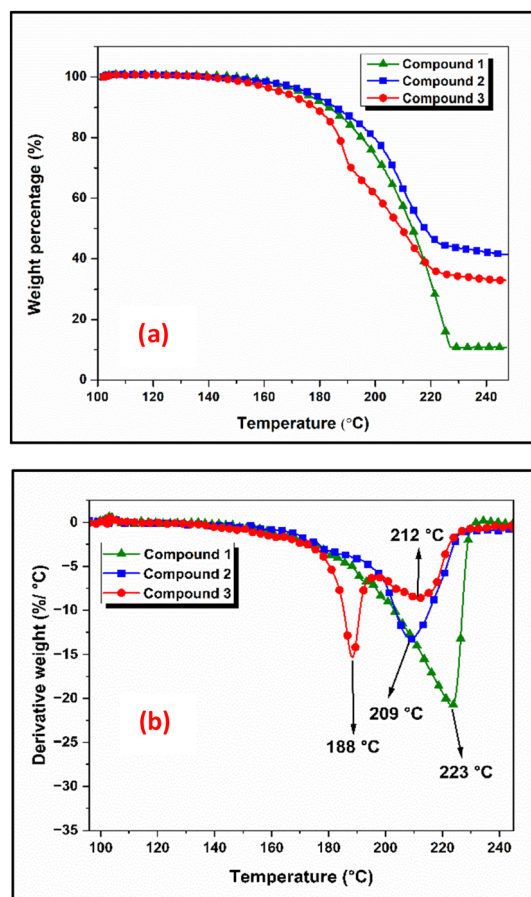 Compound 1
Compound 2
Compound 3
100
80
60
40
20
0
Weight percentage (%)
(a)
100 120 140 160 180 200 220 240
Temperature (°C)
0
−5
−10
−15
−20
−25
−30
−35
Derivative weight (%/ °C)
Compound 1
Compound 2
Compound 3
212 °C
209 °C
188 °C
223 °C
(b)
100 120 140 160 180 200 220 240
Temperature (°C)